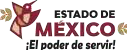 ESTADO DE
MÉXICO
¡El poder de servir!